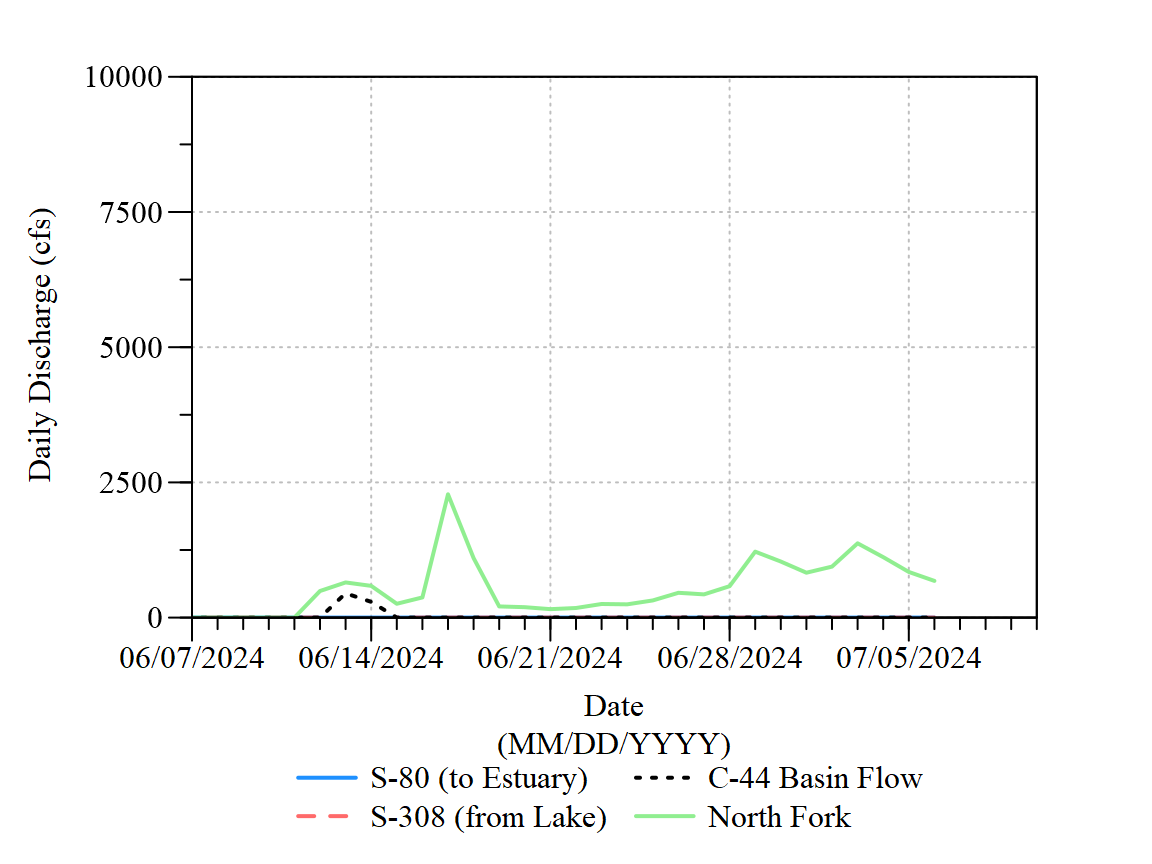 10000
7500
5000
2500
0
Daily Discharge (cfs)
06/07/2024 06/14/2024 06/21/2024 06/28/2024 07/05/2024
Date
(MM/DD/YYYY)
S-80 (to Estuary) C-44 Basin Flow
S-308 (from Lake) North Fork